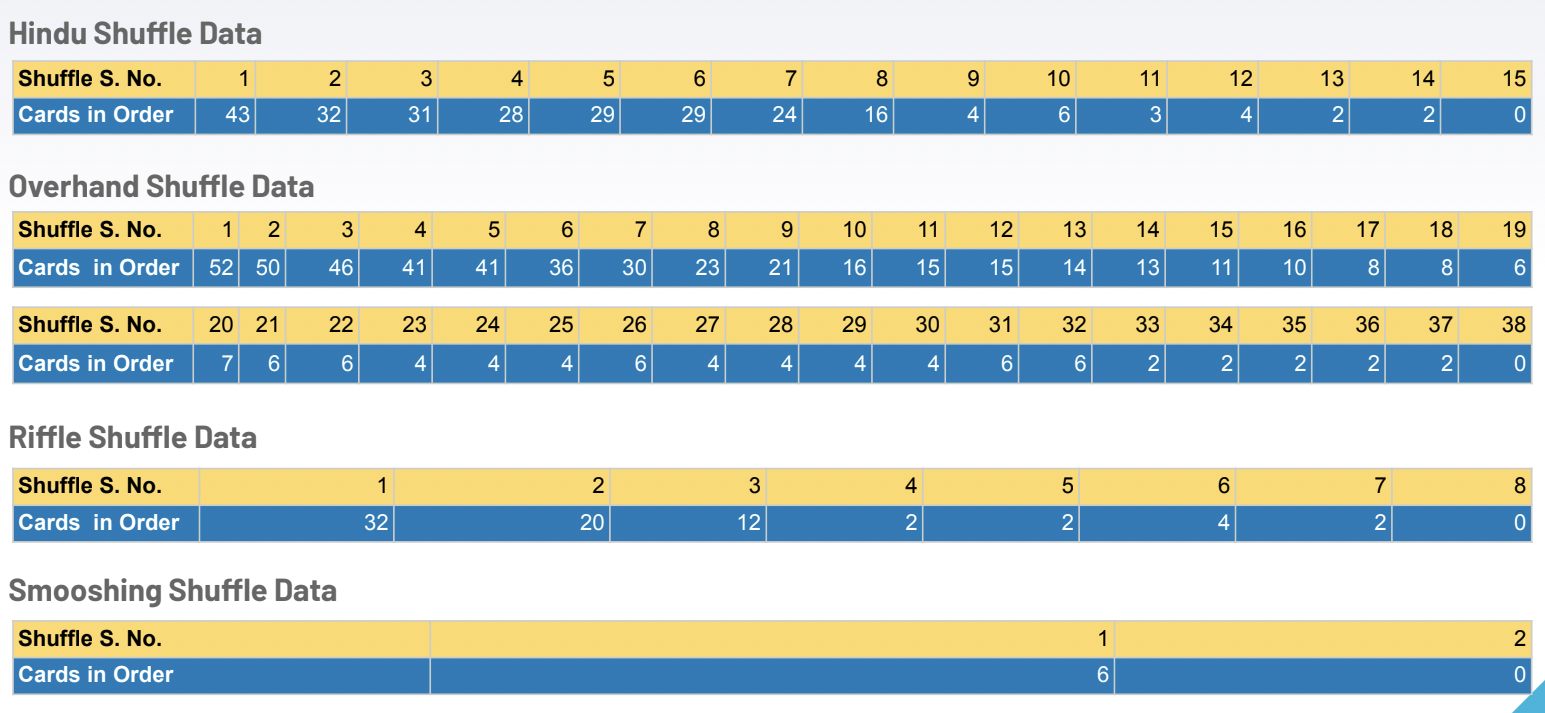 Hindu Shuffle Data
Shuffle S. No. 1 2 3 4 5 6 7 8 9 10 11 12 13 14 15
Cards in Order 43 32 31 28 29 29 24 16 4 6 3 4 2 2 0
Overhand Shuffle Data
Shuffle S. No. 1 2 3 4 5 6 7 8 9 10 11 12 13 14 15 16 17 18 19
Cards in Order 52 50 46 41 41 36 30 23 21 16 15 15 14 13 11 10 8 8 6
Shuffle S. No. 20 21 22 23 24 25 26 27 28 29 30 31 32 33 34 35 36 37 38
Cards in Order 7 6 6 4 4 4 6 4 4 4 4 6 6 2 2 2 2 2 0
Riffle Shuffle Data
Shuffle S. No. 1 2 3 4 5 6 7 8
Cards in Order 32 20 12 2 2 4 2 0
Smooshing Shuffle Data
Shuffle S. No. 1 2
Cards in Order 6 0